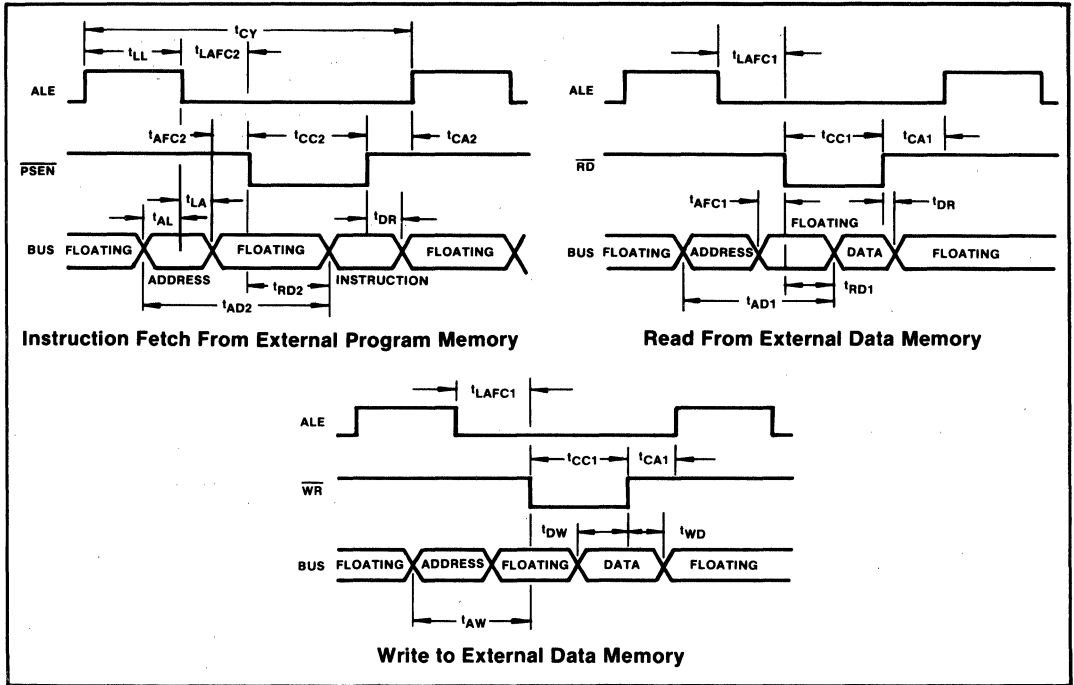 tCY
tLL
tLAFC2
ALE
tAFC2
tCC2
tCA2
PSEN
tLA
tAL
tDR
BUS FLOATING FLOATING FLOATING
ADDRESS INSTRUCTION
tRD2
tAD2
Instruction Fetch From External Program Memory
tLAFC1
ALE
tCC1
tCA1
RD
tAFC1
tDR
FLOATING
BUS FLOATING ADDRESS DATA FLOATING
tRD1
tAD1
Read From External Data Memory
tLAFC1
ALE
tCC1
tCA1
WR
tDW
tWD
BUS FLOATING ADDRESS FLOATING DATA FLOATING
tAW
Write to External Data Memory